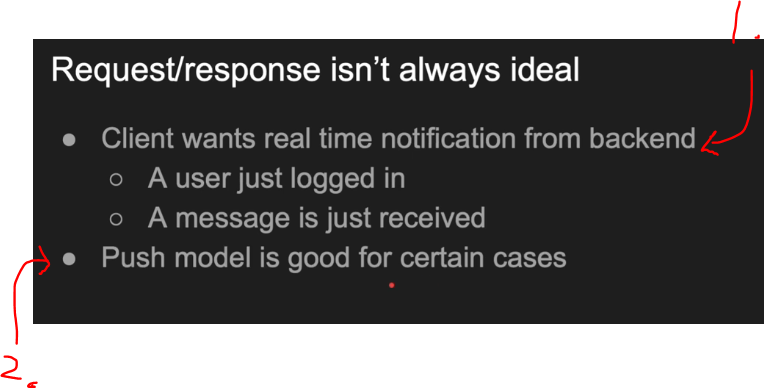 1.
Request/response isn’t always ideal
● Client wants real time notification from backend
○ A user just logged in
○ A message is just received
● Push model is good for certain cases
2.